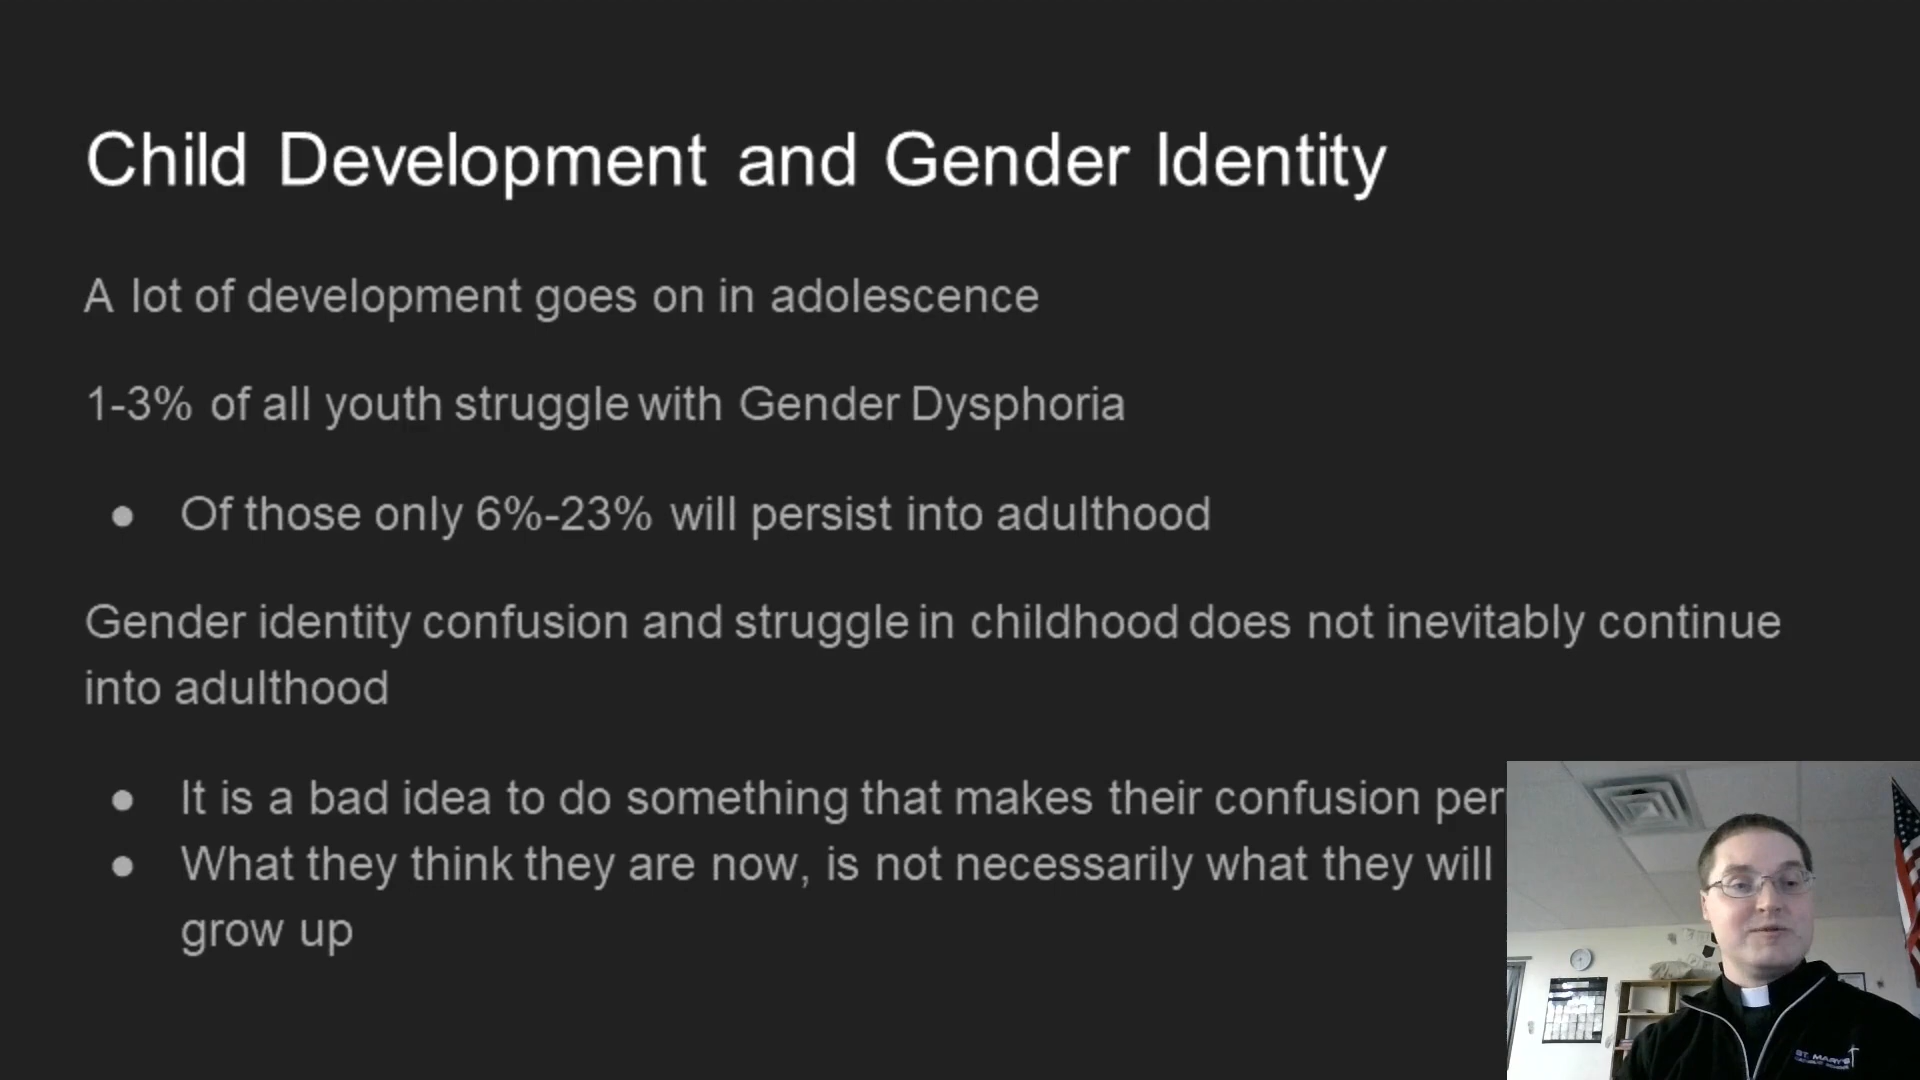 Child Development and Gender Identity
A lot of development goes on in adolescence
1-3% of all youth struggle with Gender Dysphoria
● Of those only 6%-23% will persist into adulthood
Gender identity confusion and struggle in childhood does not inevitably continue
into adulthood
● It is a bad idea to do something that makes their confusion per
● What they think they are now, is not necessarily what they will
grow up
ST. MARY'S